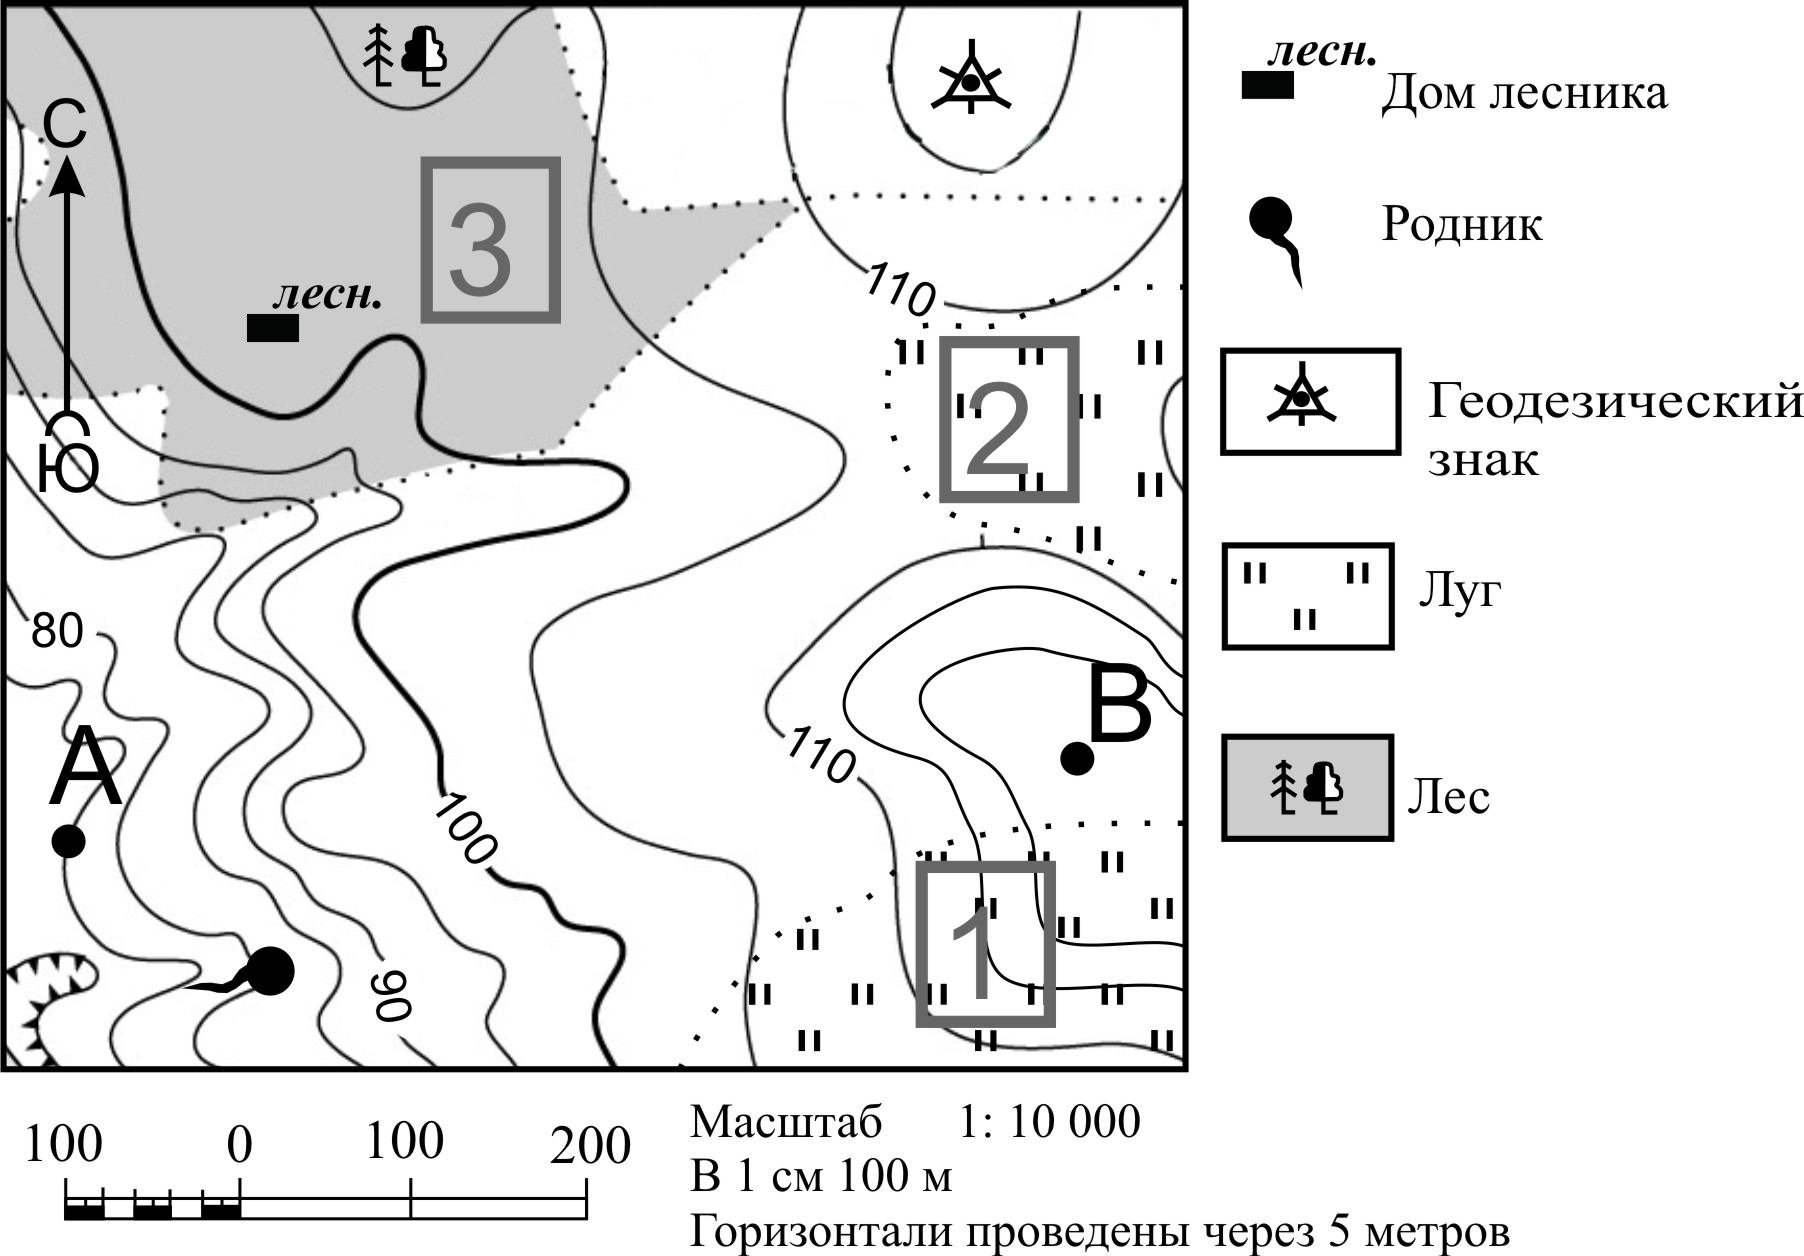 лесн.
Дом лесника
С
3
Родник
110
лесн.
2
Геодезический
знак
Ю
80
Луг
А
В
110
100
Лес
1
90
100 0 100 200
Масштаб 1: 10 000
В 1 см 100 м
Горизонтали проведены через 5 метров